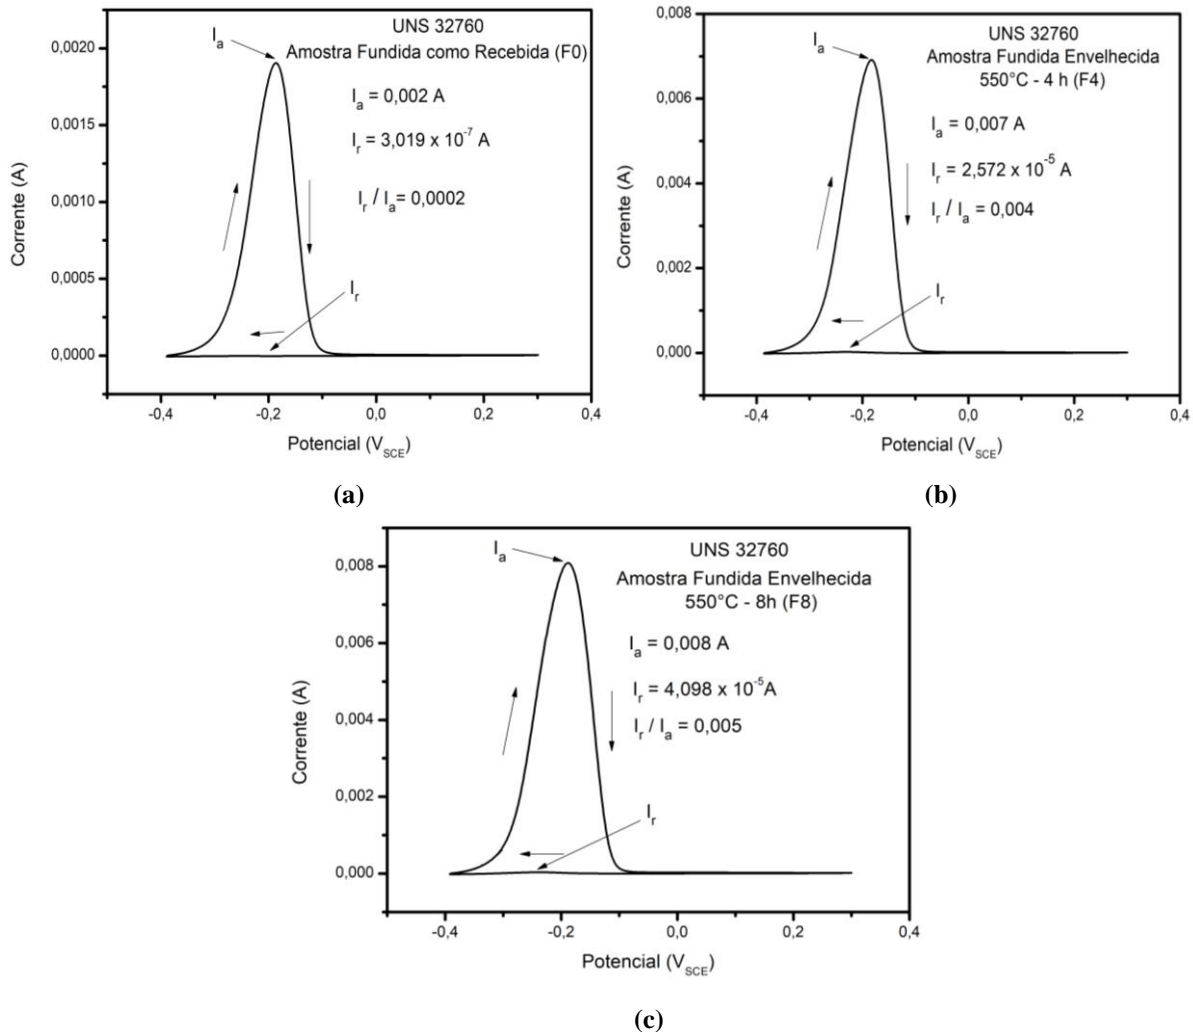 UNS 32760
Amostra Fundida como Recebida (F0)
I_a
I_a = 0,002 A
I_r = 3,019 x 10^-7 A
I_r / I_a = 0,0002
I_r
Corrente (A)
0,0020
0,0015
0,0010
0,0005
0,0000
-0,4 -0,2 0,0 0,2 0,4
Potencial (V_SCE)
(a)
UNS 32760
Amostra Fundida Envelhecida
550°C - 4 h (F4)
I_a
I_a = 0,007 A
I_r = 2,572 x 10^-5 A
I_r / I_a = 0,004
I_r
Corrente (A)
0,008
0,006
0,004
0,002
0,000
-0,4 -0,2 0,0 0,2 0,4
Potencial (V_SCE)
(b)
UNS 32760
Amostra Fundida Envelhecida
550°C - 8h (F8)
I_a
I_a = 0,008 A
I_r = 4,098 x 10^-5A
I_r / I_a = 0,005
I_r
Corrente (A)
0,008
0,006
0,004
0,002
0,000
-0,4 -0,2 0,0 0,2 0,4
Potencial (V_SCE)
(c)